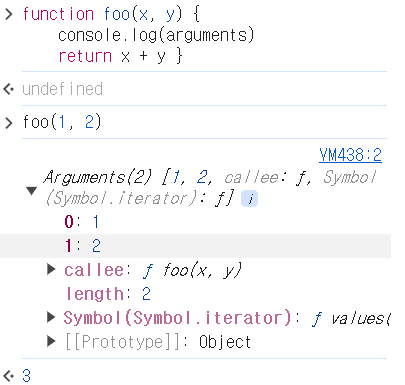 function foo(x, y) {
console.log(arguments)
return x + y }
undefined
foo(1, 2)
VM438:2
Arguments(2) [1, 2, callee: ƒ, Symbol
(Symbol.iterator): ƒ] i
0: 1
1: 2
callee: ƒ foo(x, y)
length: 2
Symbol(Symbol.iterator): ƒ values(
[[Prototype]]: Object
3